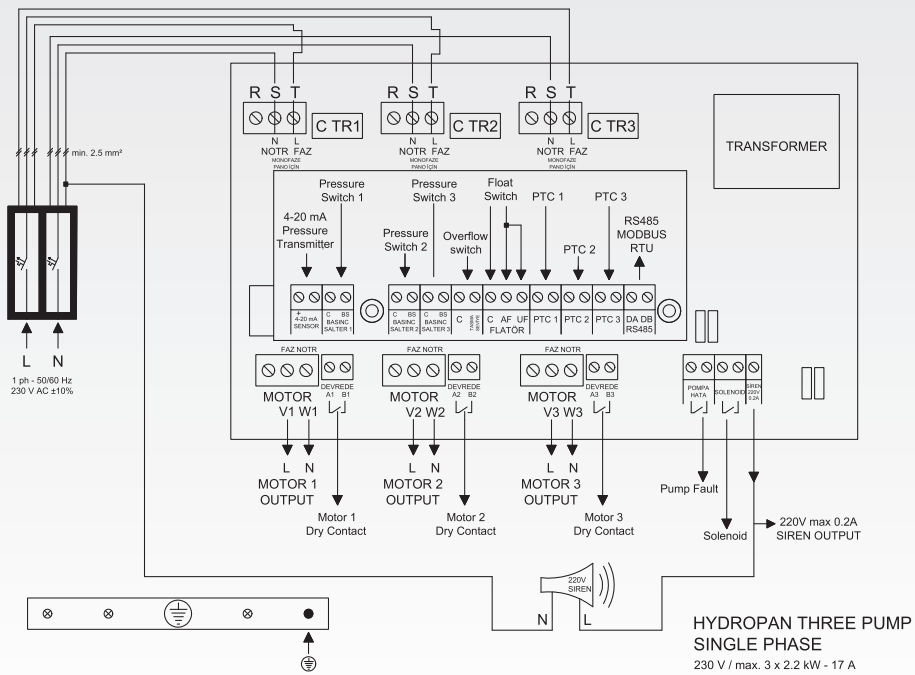 R S T
C TR1
R S T
C TR2
R S T
C TR3
N L
NOTR FAZ
MONOFAZE
PANO İÇİN
N L
NOTR FAZ
MONOFAZE
PANO İÇİN
N L
NOTR FAZ
MONOFAZE
PANO İÇİN
TRANSFORMER
min. 2.5 mm²
Pressure
Switch 1
Pressure
Switch 3
Float
Switch
PTC 1
PTC 3
4-20 mA
Pressure
Transmitter
Pressure
Switch 2
Overflow
switch
PTC 2
RS485
MODBUS
RTU
+
4-20 mA
SENSOR
C BS
BASINC
SALTER 1
C BS
BASINC
SALTER 2
C BS
BASINC
SALTER 3
C
TAŞMA
SEVİYE
C AF UF
FLATÖR
PTC 1
PTC 2
PTC 3
DA DB
RS485
L N
1 ph - 50/60 Hz
230 V AC ±10%
FAZ NOTR
MOTOR
V1 W1
DEVREDE
A1 B1
FAZ NOTR
MOTOR
V2 W2
DEVREDE
A2 B2
FAZ NOTR
MOTOR
V3 W3
DEVREDE
A3 B3
POMPA
HATA
SOLENOID
SİREN
220V
0.2A
L N
MOTOR 1
OUTPUT
L N
MOTOR 2
OUTPUT
L N
MOTOR 3
OUTPUT
Motor 1
Dry Contact
Motor 2
Dry Contact
Motor 3
Dry Contact
Pump Fault
Solenoid
220V max 0.2A
SIREN OUTPUT
220V
SIREN
N L
HYDROPAN THREE PUMP
SINGLE PHASE
230 V / max. 3 x 2.2 kW - 17 A